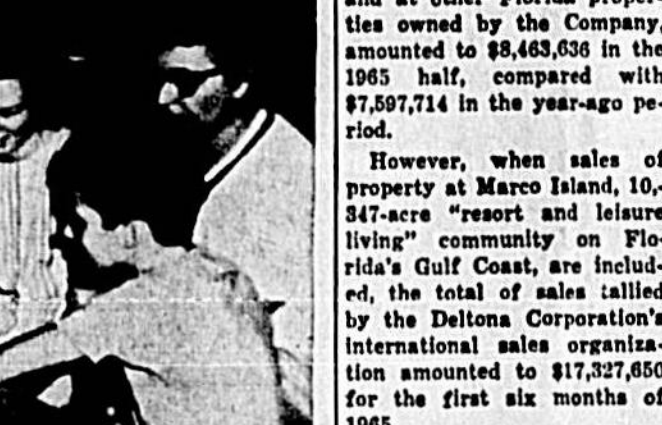 and at other Florida proper-
ties owned by the Company,
amounted to $8,463,636 in the
1965 half, compared with
$7,597,714 in the year-ago pe-
riod.
However, when sales of
property at Marco Island, 10,-
347-acre "resort and leisure
living" community on Flo-
rida's Gulf Coast, are includ-
ed, the total of sales tallied
by the Deltona Corporation's
international sales organiza-
tion amounted to $17,327,650
for the first six months of
1965.